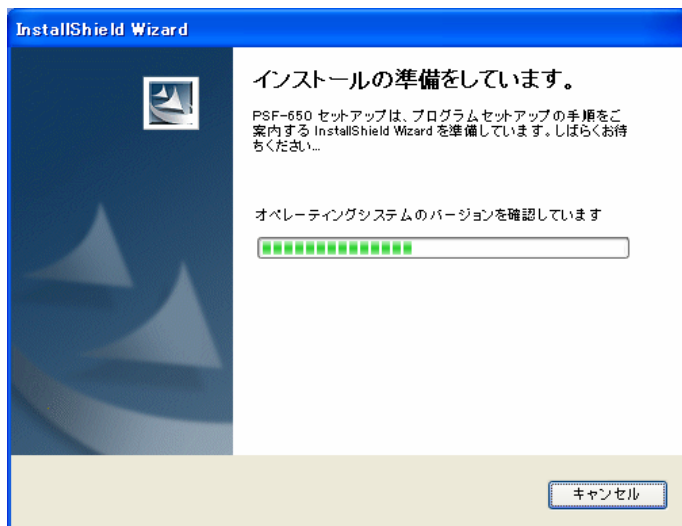 InstallShield Wizard
インストールの準備をしています。
PSF-650 セットアップは、プログラムセットアップの手順をご
案内する InstallShield Wizard を準備しています。しばらくお待
ちください...
オペレーティングシステムのバージョンを確認しています
キャンセル